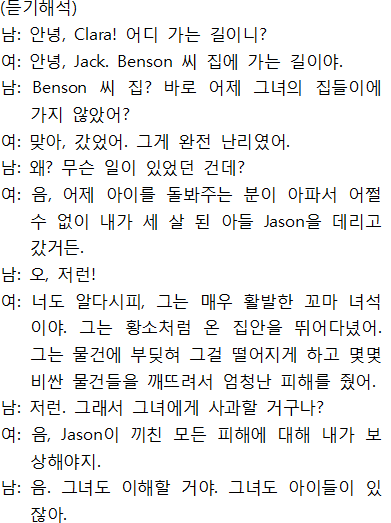 (듣기해석)
남: 안녕, Clara! 어디 가는 길이니?
여: 안녕, Jack. Benson 씨 집에 가는 길이야.
남: Benson 씨 집? 바로 어제 그녀의 집들이에
가지 않았어?
여: 맞아, 갔었어. 그게 완전 난리였어.
남: 왜? 무슨 일이 있었던 건데?
여: 음, 어제 아이를 돌봐주는 분이 아파서 어쩔
수 없이 내가 세 살 된 아들 Jason을 데리고
갔거든.
남: 오, 저런!
여: 너도 알다시피, 그는 매우 활발한 꼬마 녀석
이야. 그는 황소처럼 온 집안을 뛰어다녔어.
그는 물건에 부딪혀 그걸 떨어지게 하고 몇몇
비싼 물건들을 깨뜨려서 엄청난 피해를 줬어.
남: 저런. 그래서 그녀에게 사과할 거구나?
여: 음, Jason이 끼친 모든 피해에 대해 내가 보
상해야지.
남: 음. 그녀도 이해할 거야. 그녀도 아이들이 있
잖아.